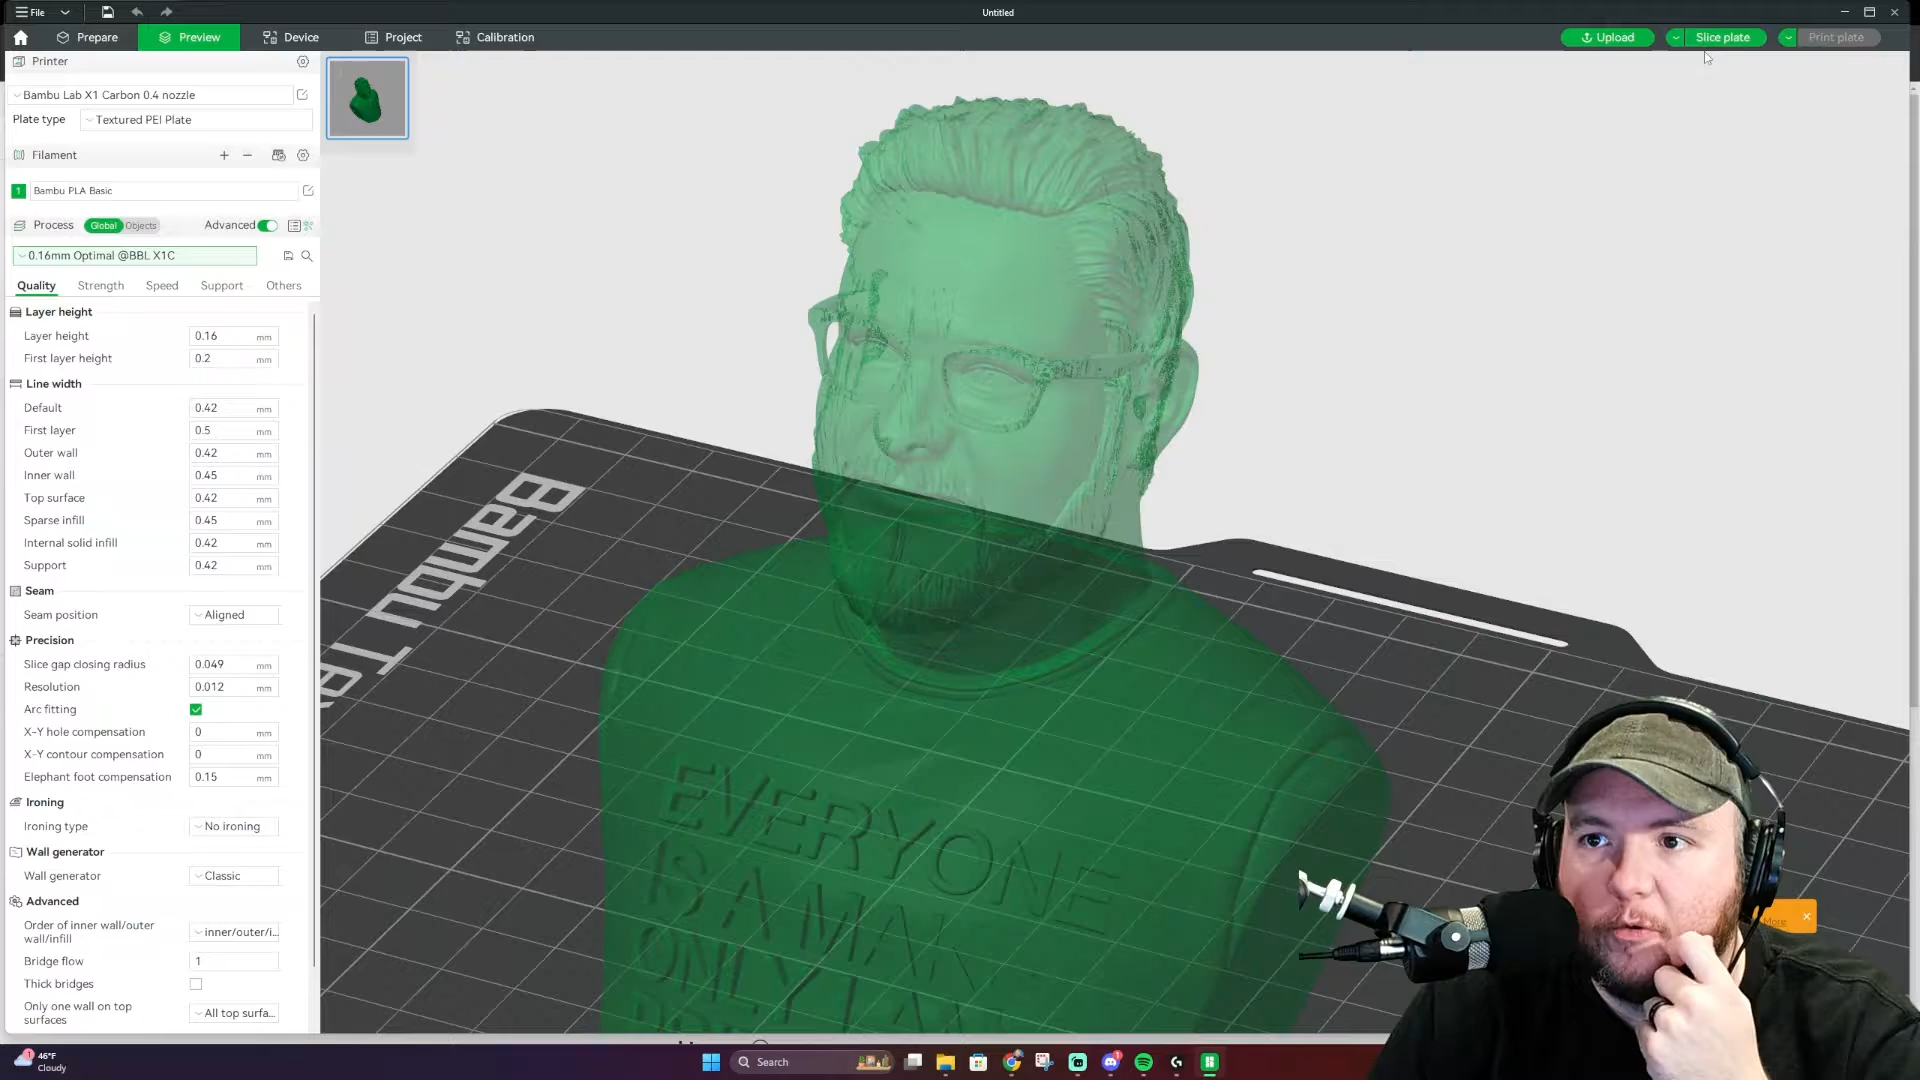 File
Untitled
Prepare
Preview
Device
Project
Calibration
Upload
Slice plate
Print plate
Printer
Bambu Lab X1 Carbon 0.4 nozzle
Plate type
Textured PEI Plate
Filament
1
Bambu PLA Basic
Process
Global
Objects
Advanced
0.16mm Optimal @BBL X1C
Quality
Strength
Speed
Support
Others
Layer height
Layer height 0.16 mm
First layer height 0.2 mm
Line width
Default 0.42 mm
First layer 0.5 mm
Outer wall 0.42 mm
Inner wall 0.45 mm
Top surface 0.42 mm
Sparse infill 0.45 mm
Internal solid infill 0.42 mm
Support 0.42 mm
Seam
Seam position Aligned
Precision
Slice gap closing radius 0.049 mm
Resolution 0.012 mm
Arc fitting
X-Y hole compensation 0 mm
X-Y contour compensation 0 mm
Elephant foot compensation 0.15 mm
Ironing
Ironing type No ironing
Wall generator
Wall generator Classic
Advanced
Order of inner wall/outer wall/infill inner/outer/i...
Bridge flow 1
Thick bridges
Only one wall on top surfaces All top surfa...
Bambu
EVERYONE
IS A MAN
ONLY
More
1
46°F
Cloudy
Search
1